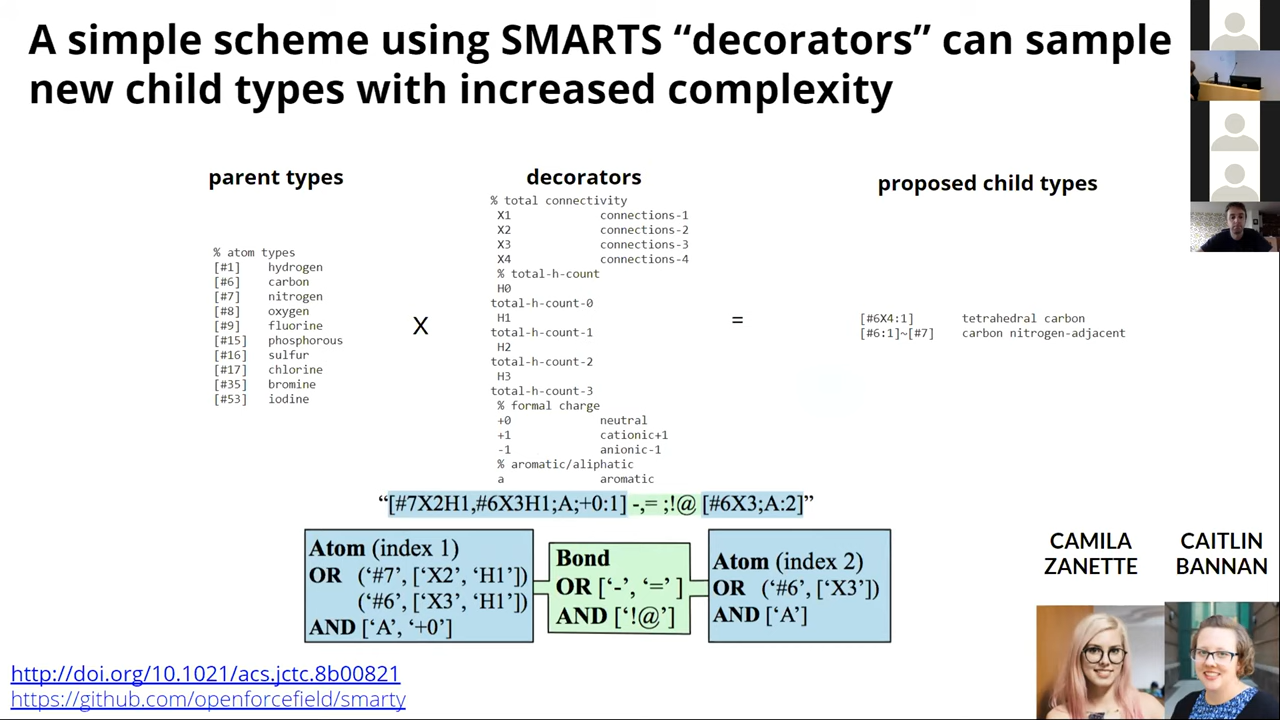 A simple scheme using SMARTS “decorators” can sample
new child types with increased complexity
parent types
% atom types
[#1] hydrogen
[#6] carbon
[#7] nitrogen
[#8] oxygen
[#9] fluorine
[#15] phosphorous
[#16] sulfur
[#17] chlorine
[#35] bromine
[#53] iodine
X
decorators
% total connectivity
X1 connections-1
X2 connections-2
X3 connections-3
X4 connections-4
% total-h-count
H0
total-h-count-0
H1
total-h-count-1
H2
total-h-count-2
H3
total-h-count-3
% formal charge
+0 neutral
+1 cationic+1
-1 anionic-1
% aromatic/aliphatic
a aromatic
=
proposed child types
[#6X4:1] tetrahedral carbon
[#6:1]~[#7] carbon nitrogen-adjacent
“[#7X2H1,#6X3H1;A;+0:1] -,= ;!@ [#6X3;A:2]”
Atom (index 1)
OR (‘#7’, [‘X2’, ‘H1’])
(‘#6’, [‘X3’, ‘H1’])
AND [‘A’, ‘+0’]
Bond
OR [‘-’, ‘=’ ]
AND [‘!@’]
Atom (index 2)
OR (‘#6’, [‘X3’])
AND [‘A’]
CAMILA
ZANETTE
CAITLIN
BANNAN
http://doi.org/10.1021/acs.jctc.8b00821
https://github.com/openforcefield/smarty